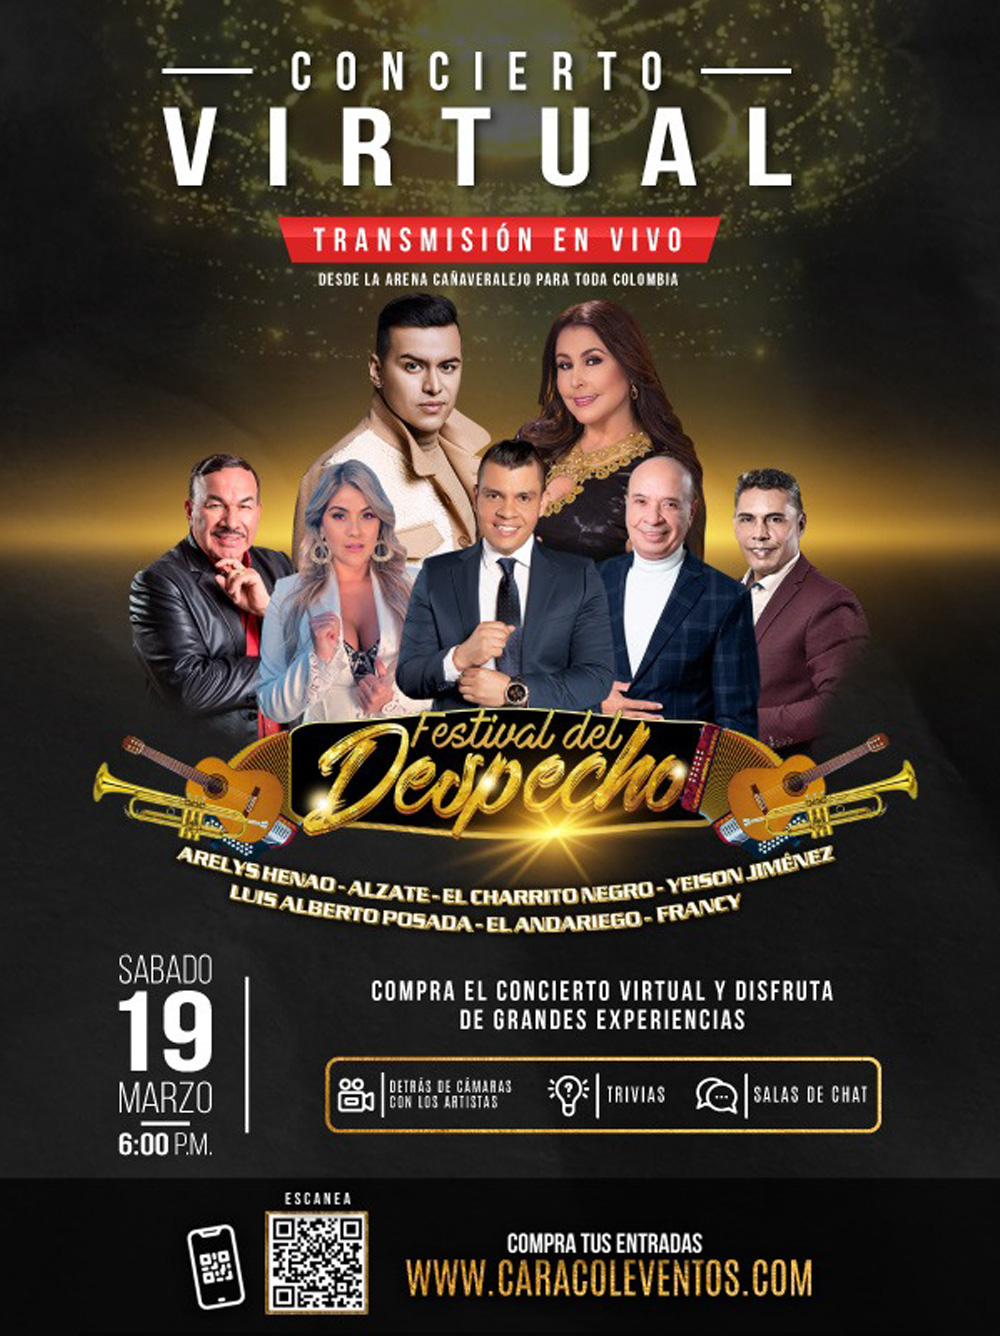 CONCIERTO
VIRTUAL
TRANSMISIÓN EN VIVO
DESDE LA ARENA CAÑAVERALEJO PARA TODA COLOMBIA
Festival del
Despecho
ARELYS HENAO - ALZATE - EL CHARRITO NEGRO - YEISON JIMÉNEZ
LUIS ALBERTO POSADA - EL ANDARIEGO - FRANCY
SABADO
19
MARZO
6:00 P.M.
COMPRA EL CONCIERTO VIRTUAL Y DISFRUTA
DE GRANDES EXPERIENCIAS
DETRÁS DE CÁMARAS
CON LOS ARTISTAS
TRIVIAS
SALAS DE CHAT
ESCANEA
COMPRA TUS ENTRADAS
WWW.CARACOLEVENTOS.COM